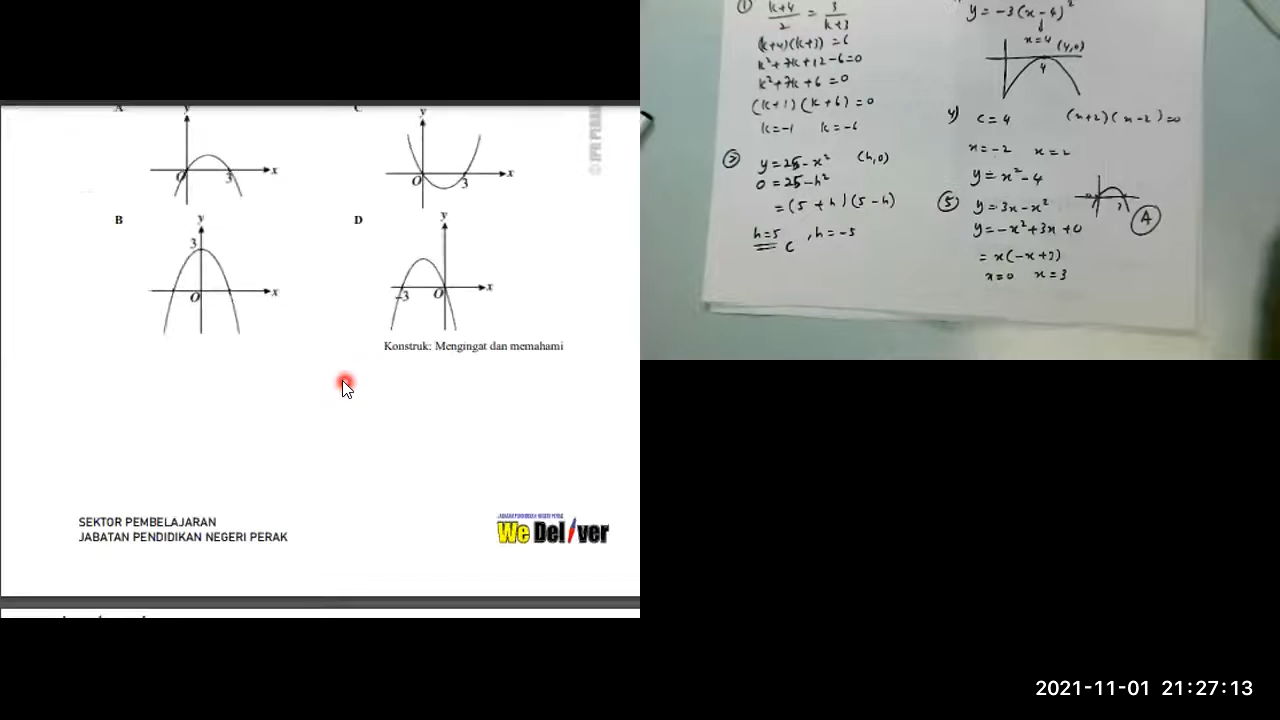 A
C
y
y
O
3
x
O
3
x
B
D
y
y
3
O
x
-3
O
x
Konstruk: Mengingat dan memahami
SEKTOR PEMBELAJARAN
JABATAN PENDIDIKAN NEGERI PERAK
We Deliver
① k+4/2 = 3/k+3
(k+4)(k+3) = 6
k²+7k+12-6=0
k²+7k+6=0
(k+1)(k+6)=0
k=-1 k=-6
y=25-x² (h,0)
0=25-h²
=(5+h)(5-h)
h=5 C , h=-5
y=-3(x-4)²
x=4 (4,0)
4
4) c=4 (x+2)(x-2)=0
x=-2 x=2
y=x²-4
⑤ y=3x-x²
y=-x²+3x+0
=x(-x+3)
x=0 x=3
3
A
2021-11-01 21:27:13